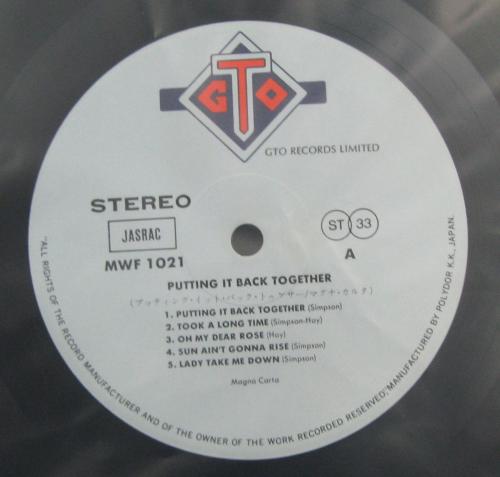 GTO
GTO RECORDS LIMITED
STEREO
JASRAC
MWF 1021
ST 33
A
PUTTING IT BACK TOGETHER
(プッティング・イット・バック・トゥゲザー/マグナ・カルタ)
1. PUTTING IT BACK TOGETHER (Simpson)
2. TOOK A LONG TIME (Simpson-Hoy)
3. OH MY DEAR ROSE (Hoy)
4. SUN AIN'T GONNA RISE (Simpson)
5. LADY TAKE ME DOWN (Simpson)
Magna Carta
"ALL RIGHTS OF THE RECORD MANUFACTURER AND OF THE OWNER OF THE WORK RECORDED RESERVED," MANUFACTURED BY POLYDOR K.K., JAPAN.